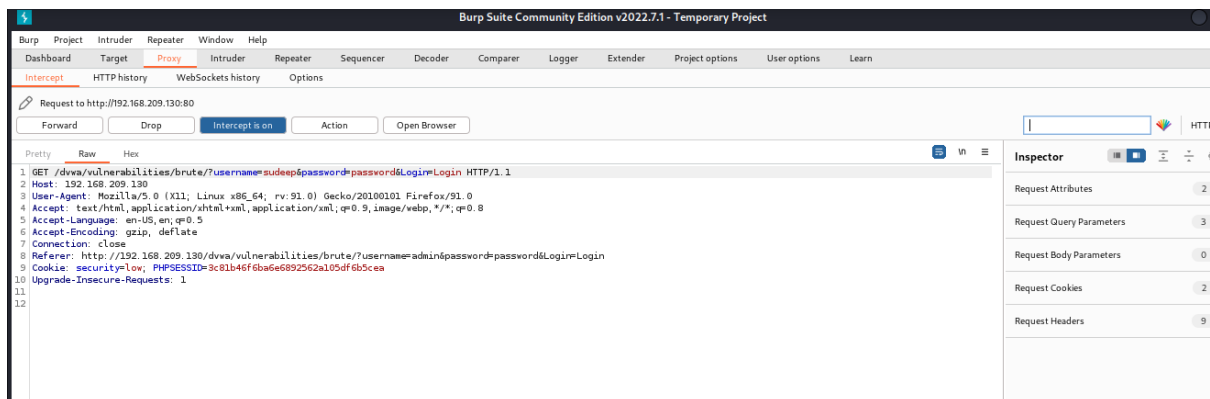 Burp Suite Community Edition v2022.7.1 - Temporary Project
Burp Project Intruder Repeater Window Help
Dashboard Target Proxy Intruder Repeater Sequencer Decoder Comparer Logger Extender Project options User options Learn
Intercept HTTP history WebSockets history Options
Request to http://192.168.209.130:80
Forward Drop Intercept is on Action Open Browser
Pretty Raw Hex \n
1 GET /dvwa/vulnerabilities/brute/?username=sudeep&password=password&Login=Login HTTP/1.1
2 Host: 192.168.209.130
3 User-Agent: Mozilla/5.0 (X11; Linux x86_64; rv:91.0) Gecko/20100101 Firefox/91.0
4 Accept: text/html,application/xhtml+xml,application/xml;q=0.9,image/webp,*/*;q=0.8
5 Accept-Language: en-US,en;q=0.5
6 Accept-Encoding: gzip, deflate
7 Connection: close
8 Referer: http://192.168.209.130/dvwa/vulnerabilities/brute/?username=admin&password=password&Login=Login
9 Cookie: security=low; PHPSESSID=3c81b46f6ba6e6892562a105df6b5cea
10 Upgrade-Insecure-Requests: 1
11
12
Inspector
Request Attributes 2
Request Query Parameters 3
Request Body Parameters 0
Request Cookies 2
Request Headers 9